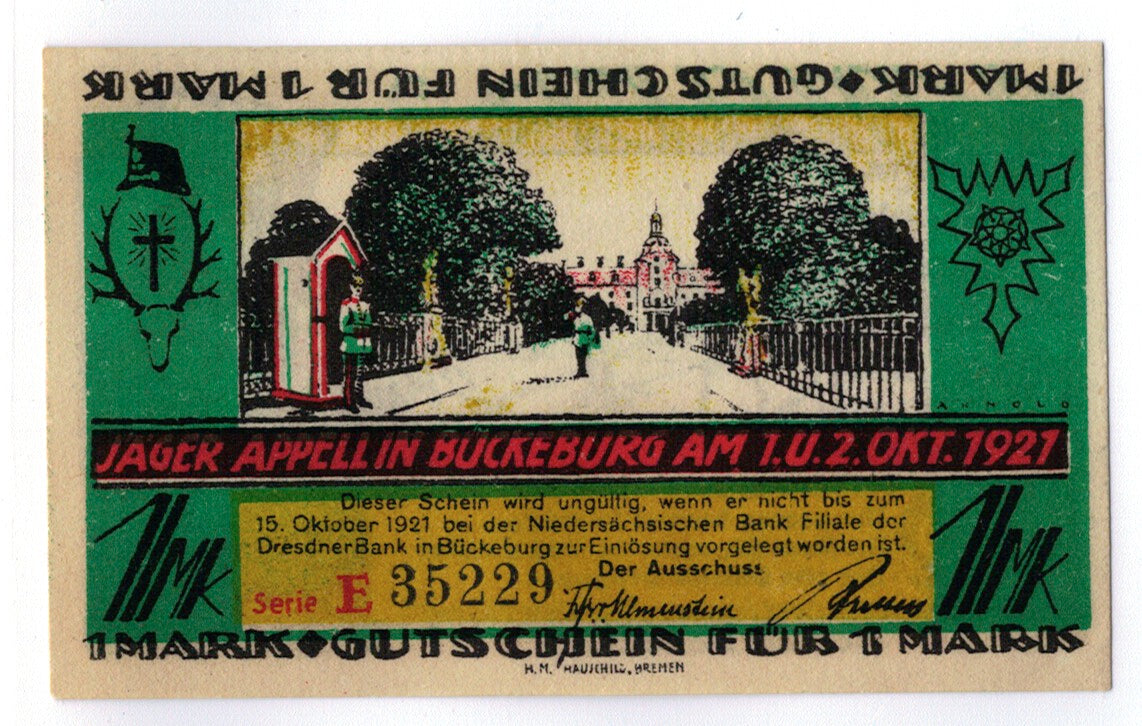 1 MARK ◆ GUTSCHEIN FÜR 1 MARK
ARNOLD
JÄGER APPELL IN BÜCKEBURG AM 1. U. 2. OKT. 1921
1 MK
Dieser Schein wird ungültig, wenn er nicht bis zum
15. Oktober 1921 bei der Niedersächsischen Bank Filiale der
Dresdner Bank in Bückeburg zur Einlösung vorgelegt worden ist.
Der Ausschuss
Serie E 35229
1 MK
1 MARK ◆ GUTSCHEIN FÜR 1 MARK
H. M. HAUSCHILD, BREMEN